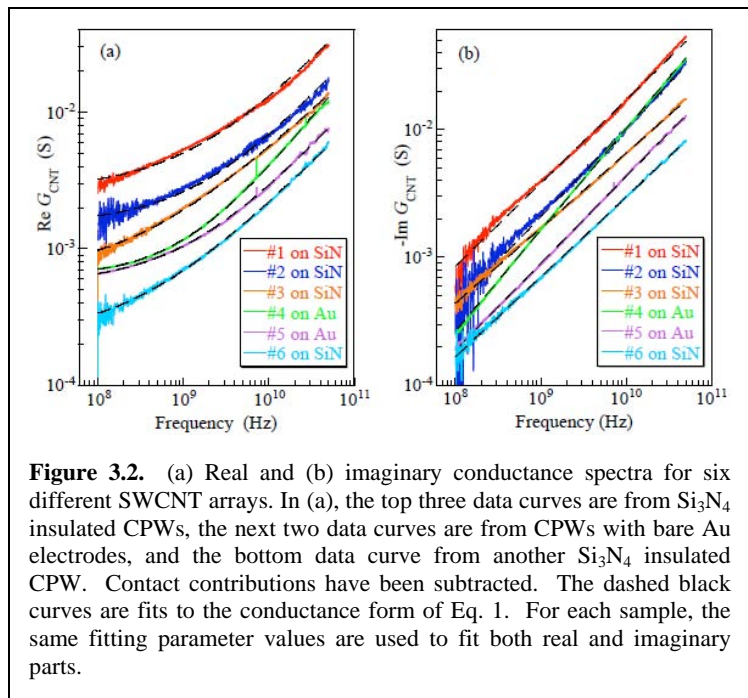 (a)
Re G_CNT (S)
10^-2
10^-3
10^-4
#1 on SiN
#2 on SiN
#3 on SiN
#4 on Au
#5 on Au
#6 on SiN
10^8 10^9 10^10 10^11
Frequency (Hz)
(b)
-Im G_CNT (S)
10^-2
10^-3
10^-4
#1 on SiN
#2 on SiN
#3 on SiN
#4 on Au
#5 on Au
#6 on SiN
10^8 10^9 10^10 10^11
Frequency (Hz)
Figure 3.2. (a) Real and (b) imaginary conductance spectra for six
different SWCNT arrays. In (a), the top three data curves are from Si₃N₄
insulated CPWs, the next two data curves are from CPWs with bare Au
electrodes, and the bottom data curve from another Si₃N₄ insulated
CPW. Contact contributions have been subtracted. The dashed black
curves are fits to the conductance form of Eq. 1. For each sample, the
same fitting parameter values are used to fit both real and imaginary
parts.